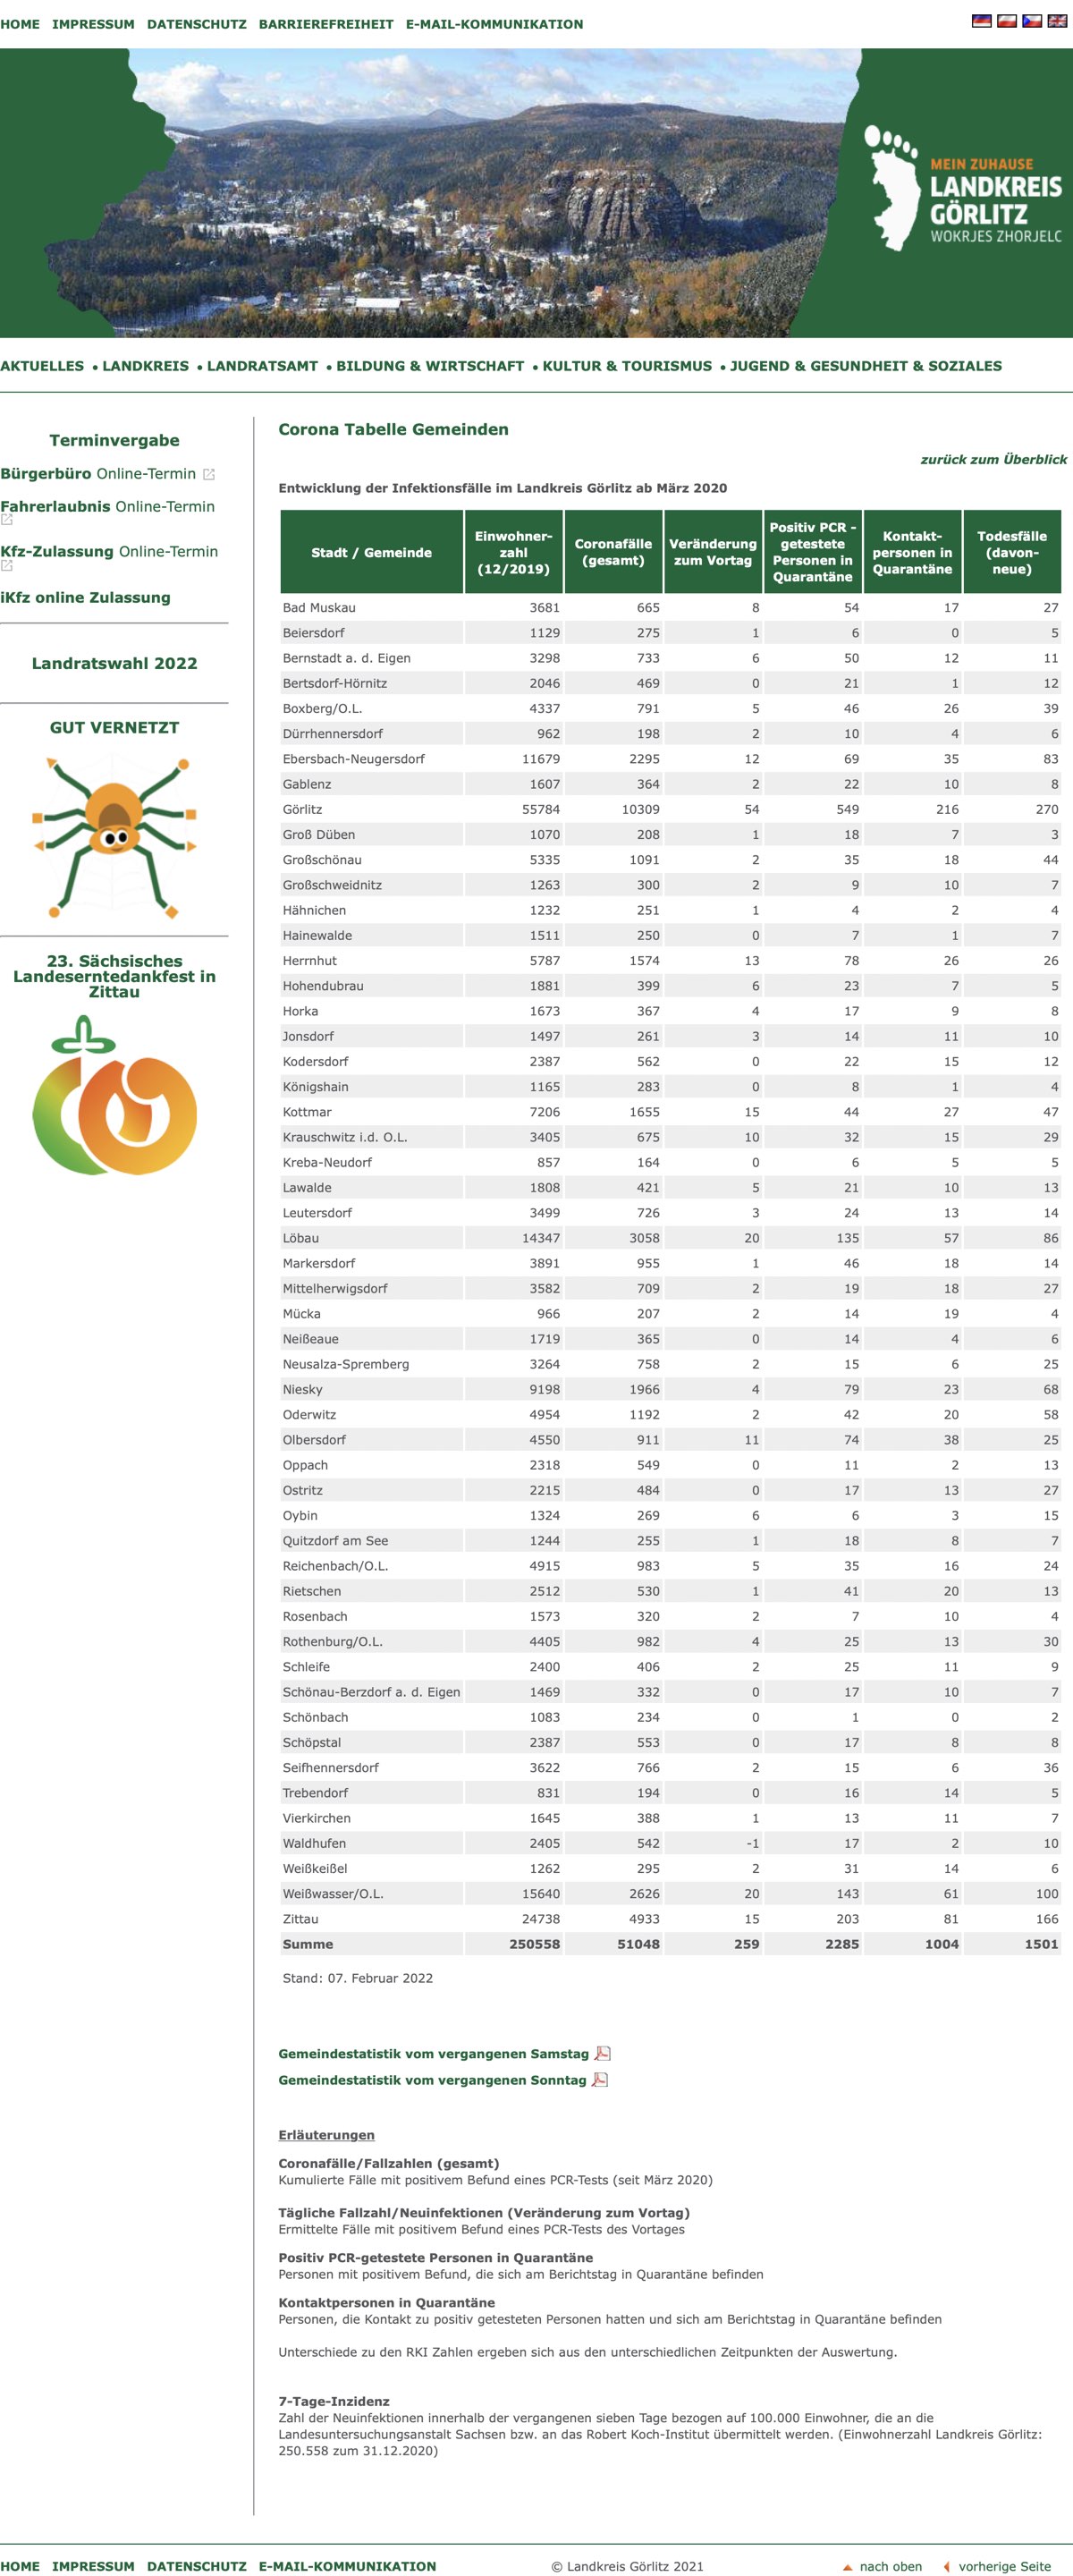 HOME IMPRESSUM DATENSCHUTZ BARRIEREFREIHEIT E-MAIL-KOMMUNIKATION
MEIN ZUHAUSE
LANDKREIS
GÖRLITZ
WOKRJES ZHORJELC
AKTUELLES • LANDKREIS • LANDRATSAMT • BILDUNG & WIRTSCHAFT • KULTUR & TOURISMUS • JUGEND & GESUNDHEIT & SOZIALES
Terminvergabe
Bürgerbüro Online-Termin
Fahrerlaubnis Online-Termin
Kfz-Zulassung Online-Termin
iKfz online Zulassung
Landratswahl 2022
GUT VERNETZT
23. Sächsisches
Landeserntedankfest in
Zittau
Corona Tabelle Gemeinden
zurück zum Überblick
Entwicklung der Infektionsfälle im Landkreis Görlitz ab März 2020
Stadt / Gemeinde Einwohner-zahl (12/2019) Coronafälle (gesamt) Veränderung zum Vortag Positiv PCR - getestete Personen in Quarantäne Kontakt-personen in Quarantäne Todesfälle (davon-neue)
Bad Muskau 3681 665 8 54 17 27
Beiersdorf 1129 275 1 6 0 5
Bernstadt a. d. Eigen 3298 733 6 50 12 11
Bertsdorf-Hörnitz 2046 469 0 21 1 12
Boxberg/O.L. 4337 791 5 46 26 39
Dürrhennersdorf 962 198 2 10 4 6
Ebersbach-Neugersdorf 11679 2295 12 69 35 83
Gablenz 1607 364 2 22 10 8
Görlitz 55784 10309 54 549 216 270
Groß Düben 1070 208 1 18 7 3
Großschönau 5335 1091 2 35 18 44
Großschweidnitz 1263 300 2 9 10 7
Hähnichen 1232 251 1 4 2 4
Hainewalde 1511 250 0 7 1 7
Herrnhut 5787 1574 13 78 26 26
Hohendubrau 1881 399 6 23 7 5
Horka 1673 367 4 17 9 8
Jonsdorf 1497 261 3 14 11 10
Kodersdorf 2387 562 0 22 15 12
Königshain 1165 283 0 8 1 4
Kottmar 7206 1655 15 44 27 47
Krauschwitz i.d. O.L. 3405 675 10 32 15 29
Kreba-Neudorf 857 164 0 6 5 5
Lawalde 1808 421 5 21 10 13
Leutersdorf 3499 726 3 24 13 14
Löbau 14347 3058 20 135 57 86
Markersdorf 3891 955 1 46 18 14
Mittelherwigsdorf 3582 709 2 19 18 27
Mücka 966 207 2 14 19 4
Neißeaue 1719 365 0 14 4 6
Neusalza-Spremberg 3264 758 2 15 6 25
Niesky 9198 1966 4 79 23 68
Oderwitz 4954 1192 2 42 20 58
Olbersdorf 4550 911 11 74 38 25
Oppach 2318 549 0 11 2 13
Ostritz 2215 484 0 17 13 27
Oybin 1324 269 6 6 3 15
Quitzdorf am See 1244 255 1 18 8 7
Reichenbach/O.L. 4915 983 5 35 16 24
Rietschen 2512 530 1 41 20 13
Rosenbach 1573 320 2 7 10 4
Rothenburg/O.L. 4405 982 4 25 13 30
Schleife 2400 406 2 25 11 9
Schönau-Berzdorf a. d. Eigen 1469 332 0 17 10 7
Schönbach 1083 234 0 1 0 2
Schöpstal 2387 553 0 17 8 8
Seifhennersdorf 3622 766 2 15 6 36
Trebendorf 831 194 0 16 14 5
Vierkirchen 1645 388 1 13 11 7
Waldhufen 2405 542 -1 17 2 10
Weißkeißel 1262 295 2 31 14 6
Weißwasser/O.L. 15640 2626 20 143 61 100
Zittau 24738 4933 15 203 81 166
Summe 250558 51048 259 2285 1004 1501
Stand: 07. Februar 2022
Gemeindestatistik vom vergangenen Samstag
Gemeindestatistik vom vergangenen Sonntag
Erläuterungen
Coronafälle/Fallzahlen (gesamt)
Kumulierte Fälle mit positivem Befund eines PCR-Tests (seit März 2020)
Tägliche Fallzahl/Neuinfektionen (Veränderung zum Vortag)
Ermittelte Fälle mit positivem Befund eines PCR-Tests des Vortages
Positiv PCR-getestete Personen in Quarantäne
Personen mit positivem Befund, die sich am Berichtstag in Quarantäne befinden
Kontaktpersonen in Quarantäne
Personen, die Kontakt zu positiv getesteten Personen hatten und sich am Berichtstag in Quarantäne befinden
Unterschiede zu den RKI Zahlen ergeben sich aus den unterschiedlichen Zeitpunkten der Auswertung.
7-Tage-Inzidenz
Zahl der Neuinfektionen innerhalb der vergangenen sieben Tage bezogen auf 100.000 Einwohner, die an die
Landesuntersuchungsanstalt Sachsen bzw. an das Robert Koch-Institut übermittelt werden. (Einwohnerzahl Landkreis Görlitz:
250.558 zum 31.12.2020)
HOME IMPRESSUM DATENSCHUTZ E-MAIL-KOMMUNIKATION © Landkreis Görlitz 2021 nach oben vorherige Seite